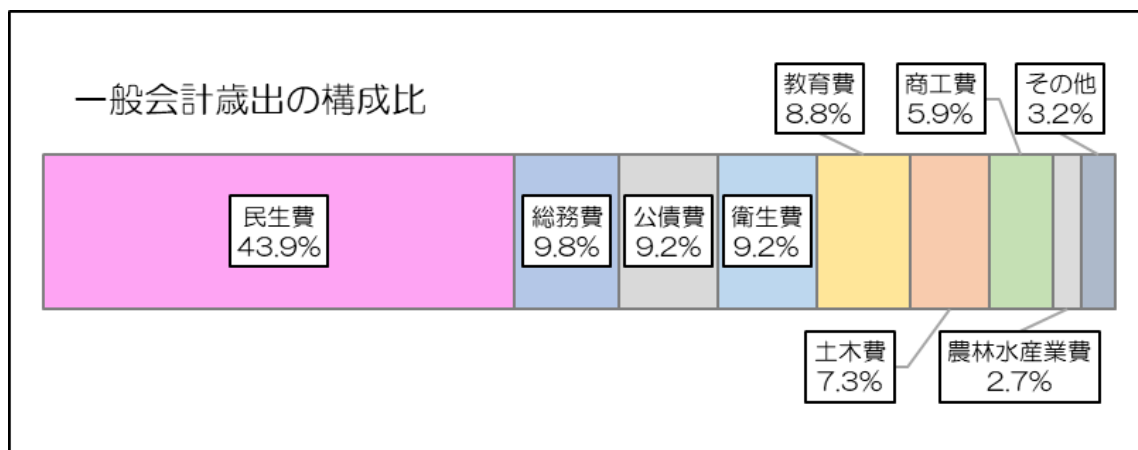 一般会計歳出の構成比
民生費
43.9%
総務費
9.8%
公債費
9.2%
衛生費
9.2%
教育費
8.8%
土木費
7.3%
商工費
5.9%
農林水産業費
2.7%
その他
3.2%